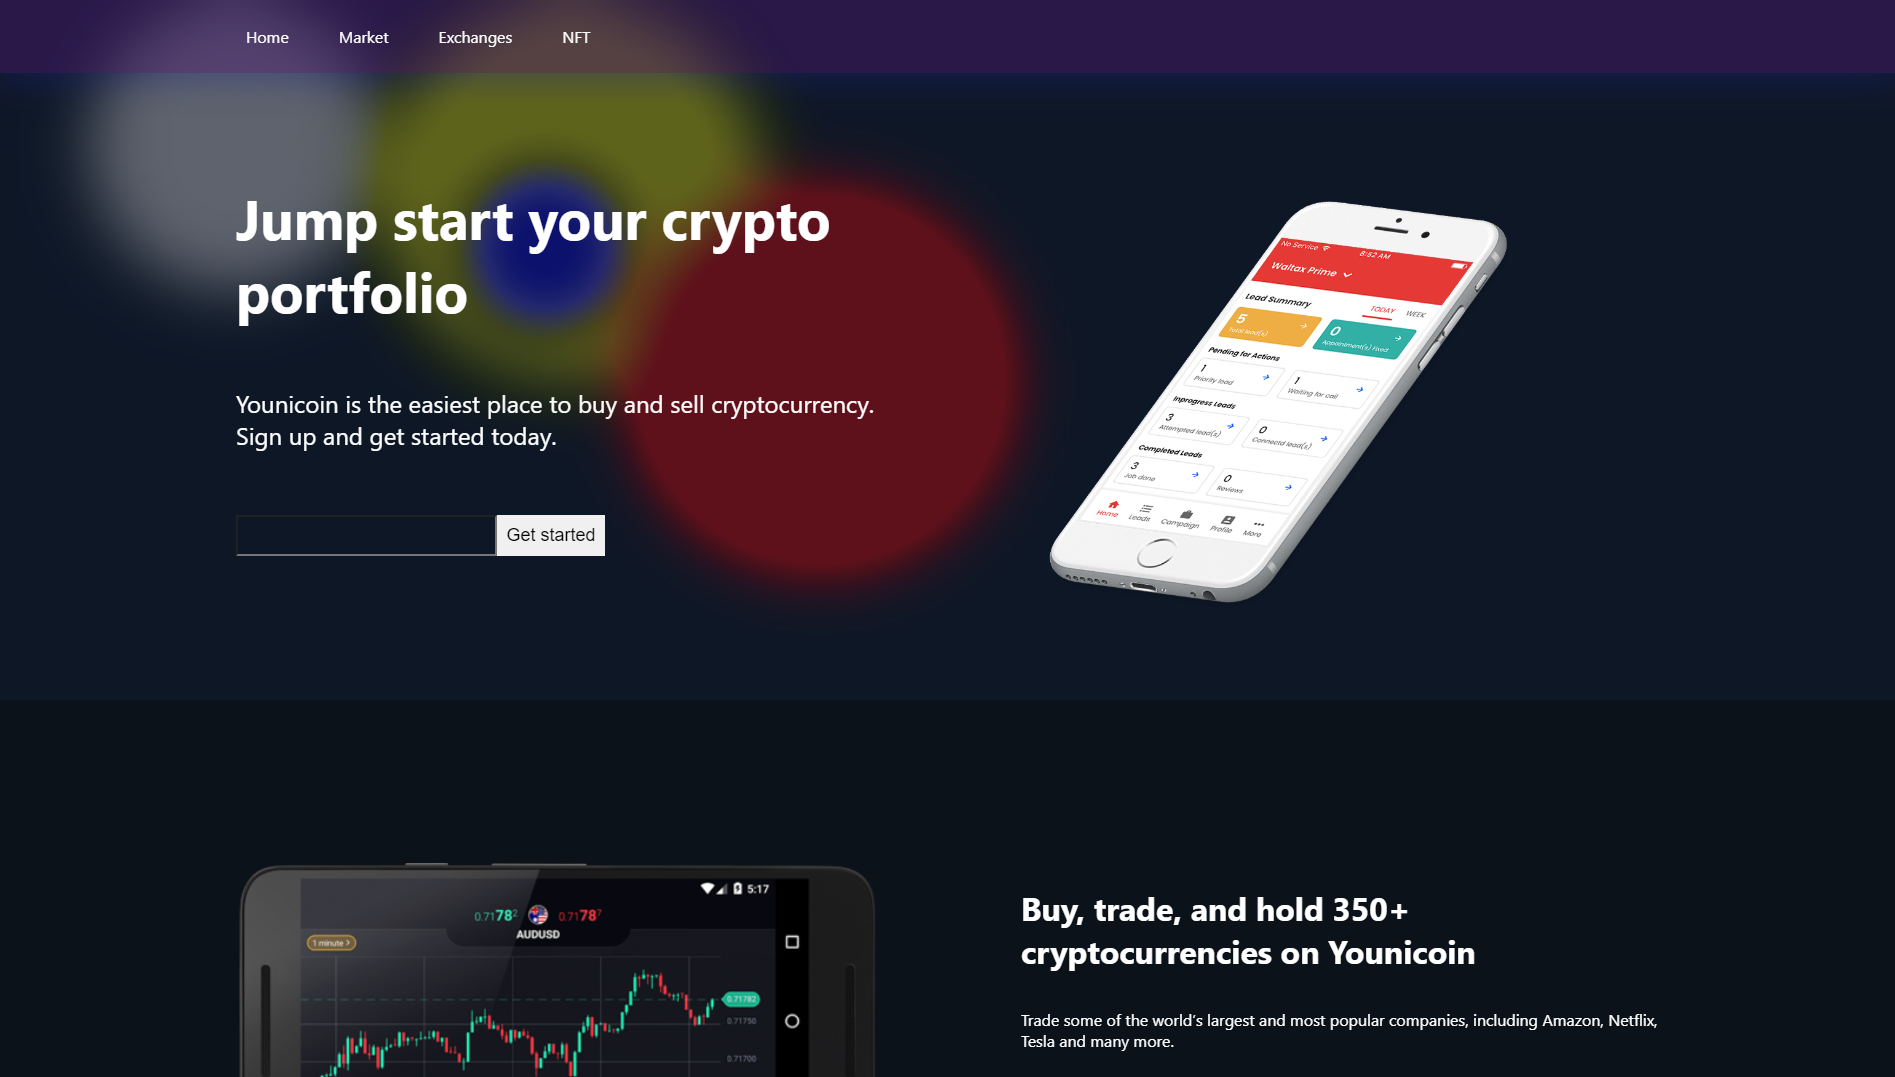 Home Market Exchanges NFT
Jump start your crypto
portfolio
Younicoin is the easiest place to buy and sell cryptocurrency.
Sign up and get started today.
Get started
No Service 8:52 AM
Waltax Prime
Lead Summary TODAY WEEK
5 0
Total lead(s) Appointment(s) Fixed
Pending for Actions
1 1
Priority lead Waiting for call
Inprogress Leads
3 0
Attempted lead(s) Connectd lead(s)
Completed Leads
3 0
Job done Reviews
Home Leads Campaign Profile More
5:17
0.71782 0.71787
AUDUSD
1 minute >
0.71782
0.71750
0.71700
Buy, trade, and hold 350+
cryptocurrencies on Younicoin
Trade some of the world’s largest and most popular companies, including Amazon, Netflix,
Tesla and many more.